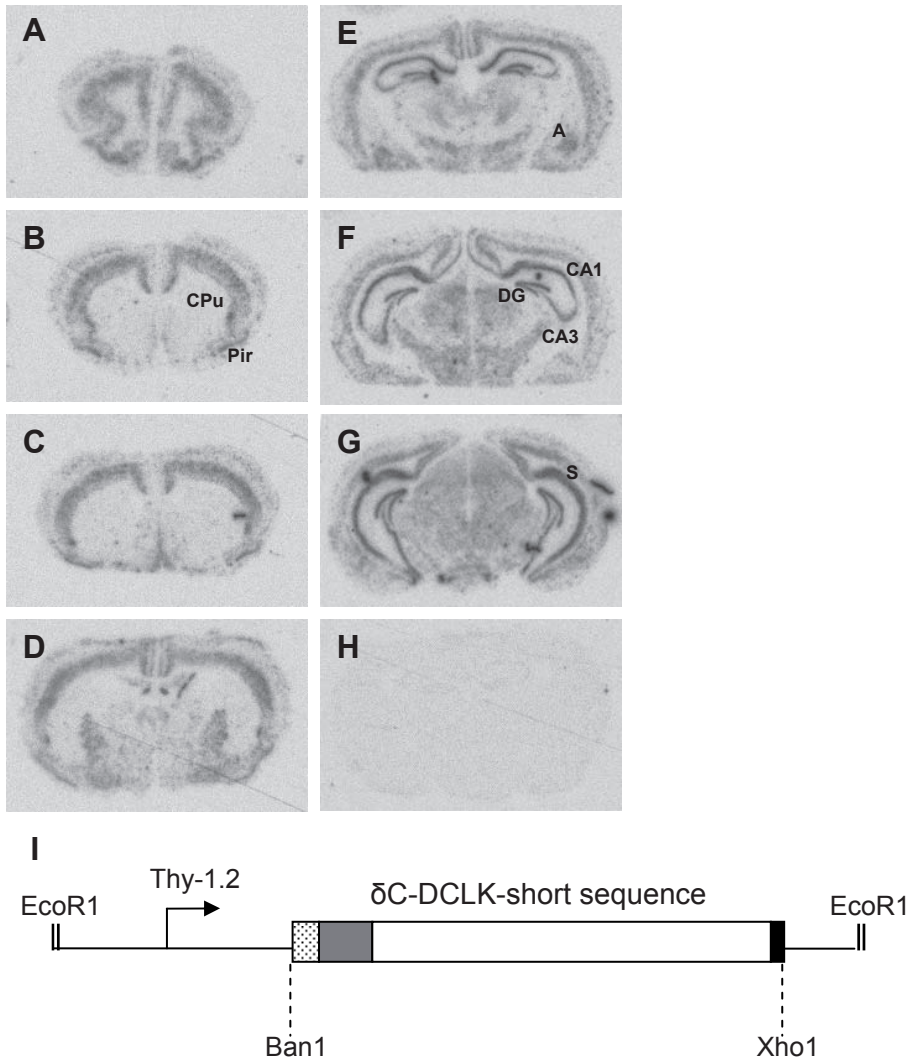 A
B
CPu
Pir
C
D
E
A
F
CA1
DG
CA3
G
S
H
I
Thy-1.2
EcoR1
δC-DCLK-short sequence
EcoR1
Ban1
Xho1